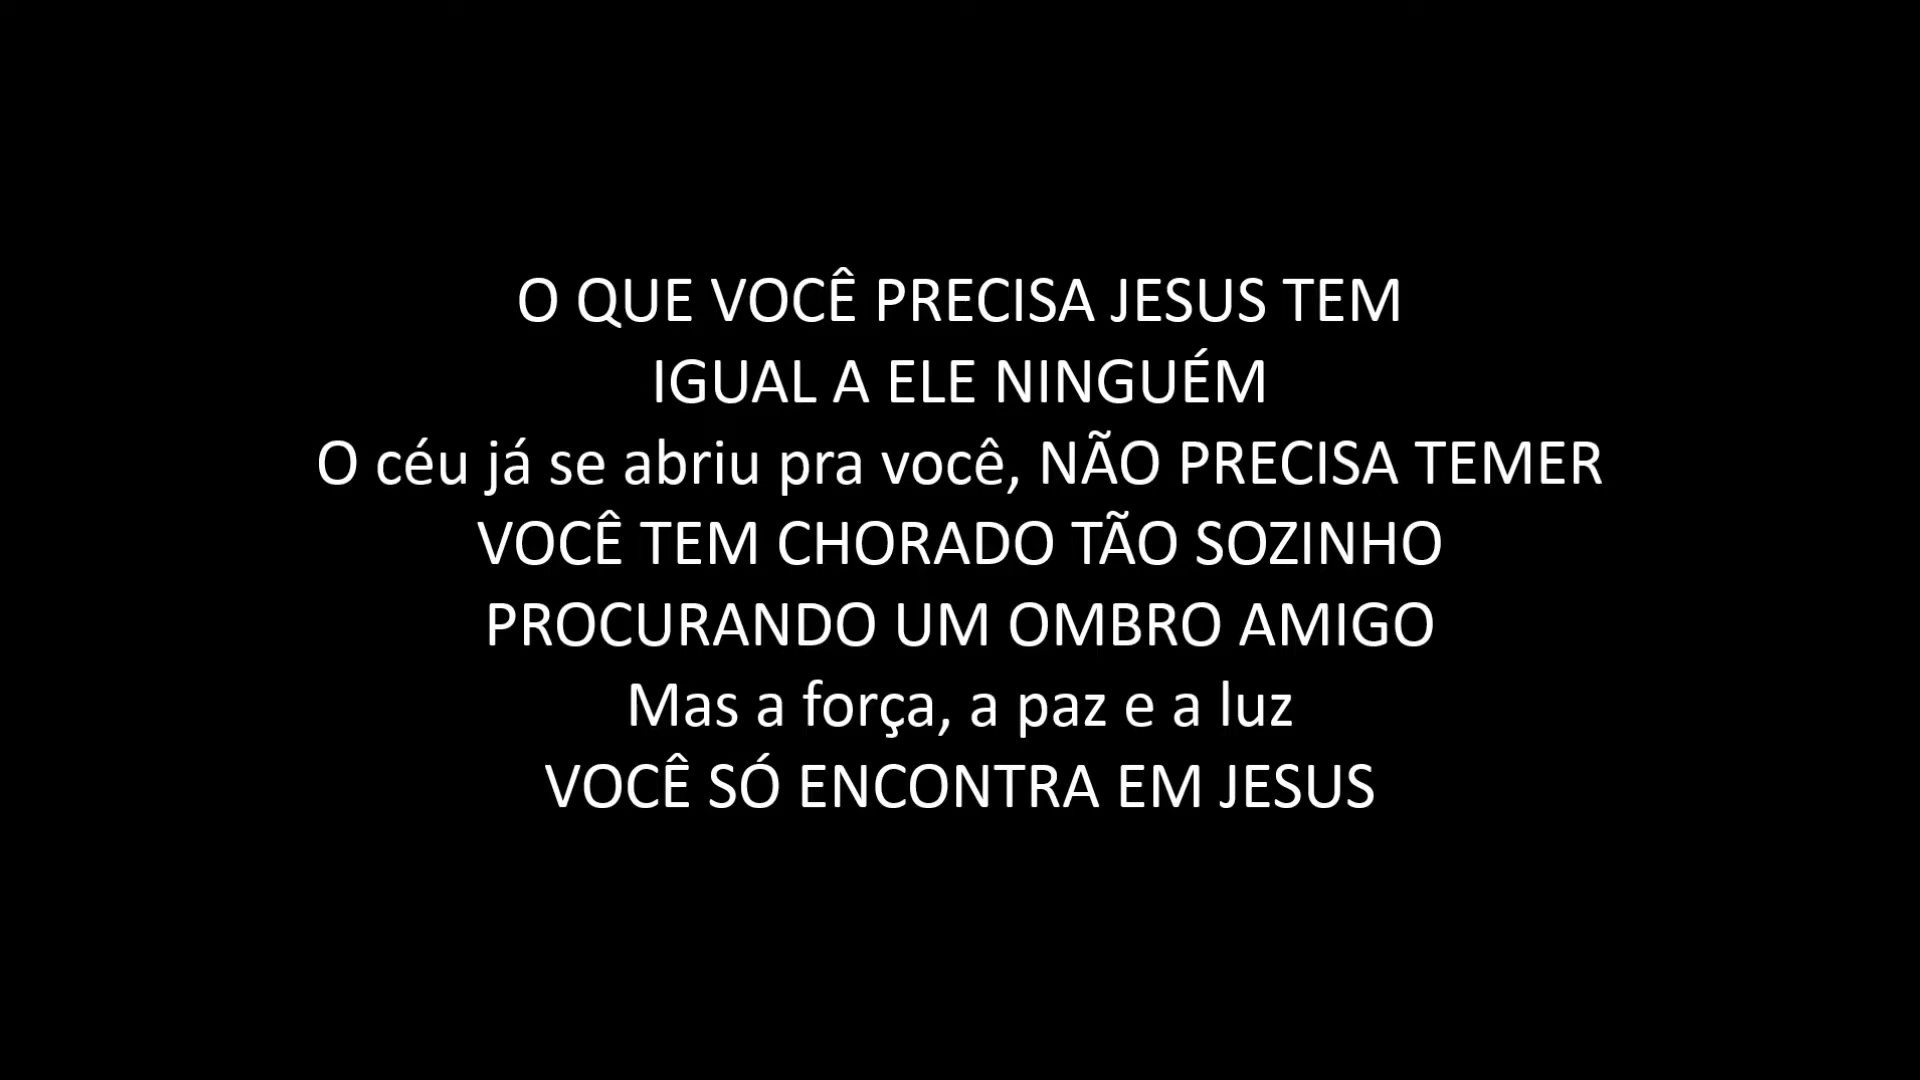 O QUE VOCÊ PRECISA JESUS TEM
IGUAL A ELE NINGUÉM
O céu já se abriu pra você, NÃO PRECISA TEMER
VOCÊ TEM CHORADO TÃO SOZINHO
PROCURANDO UM OMBRO AMIGO
Mas a força, a paz e a luz
VOCÊ SÓ ENCONTRA EM JESUS